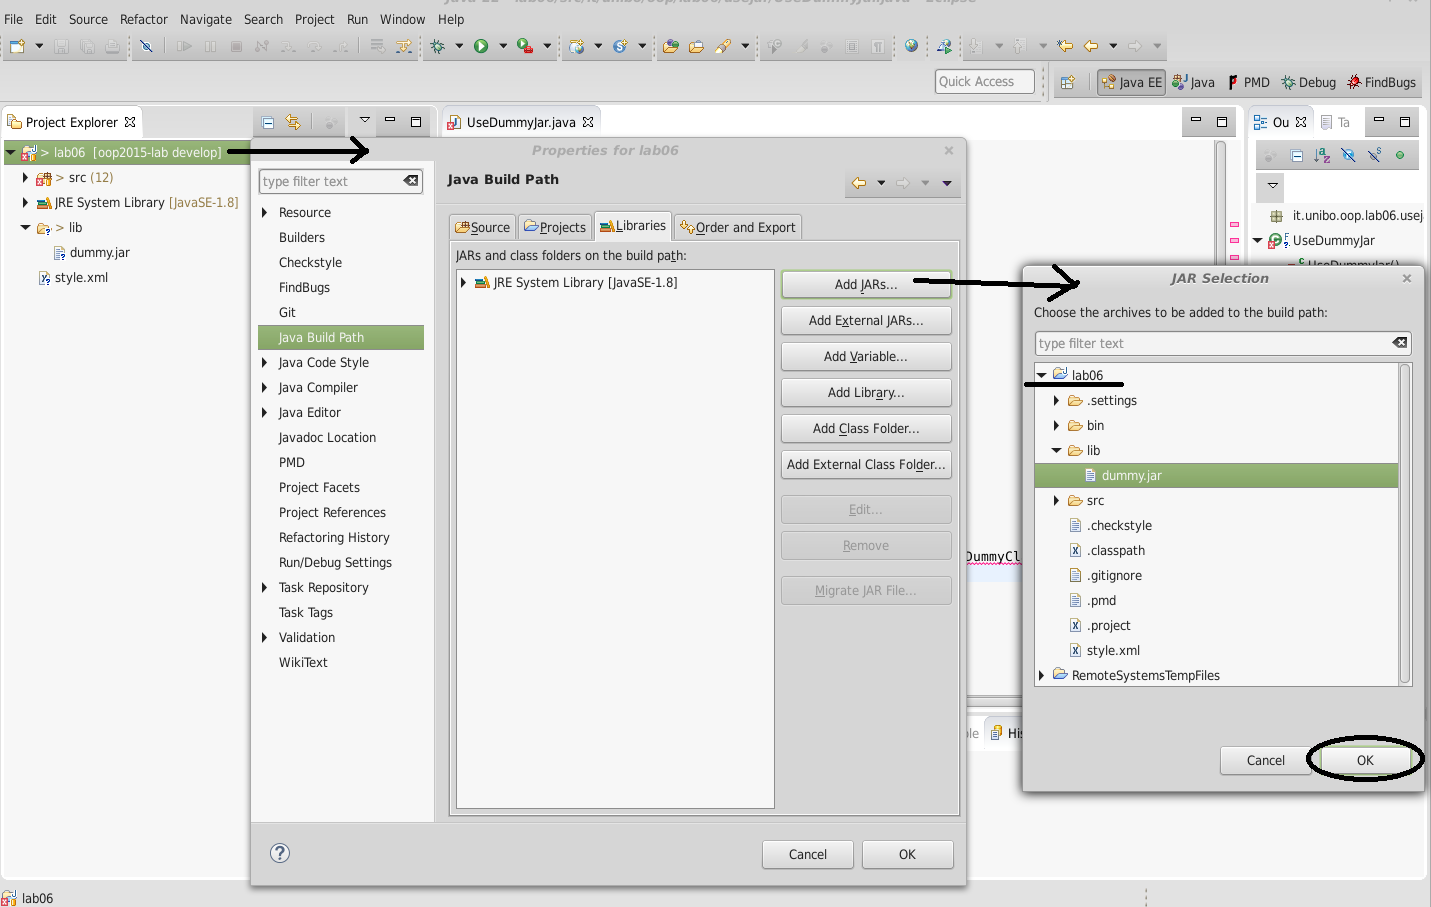 File Edit Source Refactor Navigate Search Project Run Window Help
Quick Access
Java EE Java PMD Debug FindBugs
Project Explorer
UseDummyJar.java
Ou Ta
> lab06 [oop2015-lab develop]
> src (12)
JRE System Library [JavaSE-1.8]
> lib
dummy.jar
style.xml
Properties for lab06
type filter text
Resource
Builders
Checkstyle
FindBugs
Git
Java Build Path
Java Code Style
Java Compiler
Java Editor
Javadoc Location
PMD
Project Facets
Project References
Refactoring History
Run/Debug Settings
Task Repository
Task Tags
Validation
WikiText
Java Build Path
Source Projects Libraries Order and Export
JARs and class folders on the build path:
JRE System Library [JavaSE-1.8]
Add JARs...
Add External JARs...
Add Variable...
Add Library...
Add Class Folder...
Add External Class Folder...
Edit...
Remove
Migrate JAR File...
Cancel OK
DummyCl
His
it.unibo.oop.lab06.usej
UseDummyJar
UseDummyJar()
JAR Selection
Choose the archives to be added to the build path:
type filter text
lab06
.settings
bin
lib
dummy.jar
src
.checkstyle
.classpath
.gitignore
.pmd
.project
style.xml
RemoteSystemsTempFiles
Cancel OK
lab06